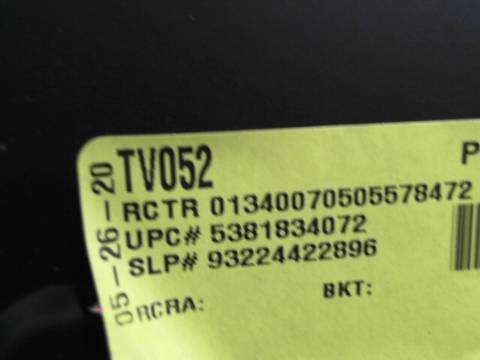 05-26-20
TV052
P
RCTR 01340070505578472
UPC# 5381834072
SLP# 93224422896
RCRA: BKT: